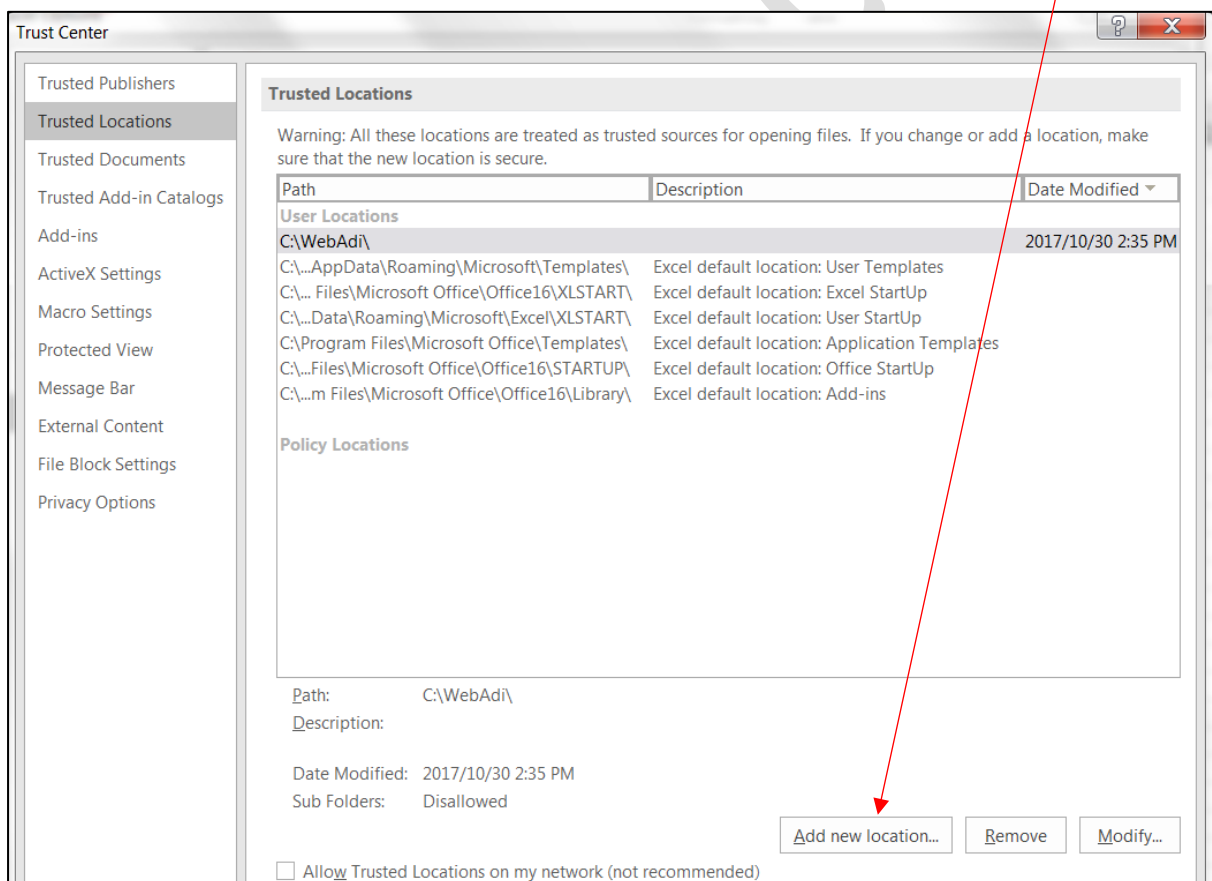 Trust Center
Trusted Publishers
Trusted Locations
Trusted Documents
Trusted Add-in Catalogs
Add-ins
ActiveX Settings
Macro Settings
Protected View
Message Bar
External Content
File Block Settings
Privacy Options
Trusted Locations
Warning: All these locations are treated as trusted sources for opening files. If you change or add a location, make
sure that the new location is secure.
Path Description Date Modified
User Locations
C:\WebAdi\ 2017/10/30 2:35 PM
C:\...AppData\Roaming\Microsoft\Templates\ Excel default location: User Templates
C:\... Files\Microsoft Office\Office16\XLSTART\ Excel default location: Excel StartUp
C:\...Data\Roaming\Microsoft\Excel\XLSTART\ Excel default location: User StartUp
C:\Program Files\Microsoft Office\Templates\ Excel default location: Application Templates
C:\...Files\Microsoft Office\Office16\STARTUP\ Excel default location: Office StartUp
C:\...m Files\Microsoft Office\Office16\Library\ Excel default location: Add-ins
Policy Locations
Path: C:\WebAdi\
Description:
Date Modified: 2017/10/30 2:35 PM
Sub Folders: Disallowed
Add new location... Remove Modify...
Allow Trusted Locations on my network (not recommended)